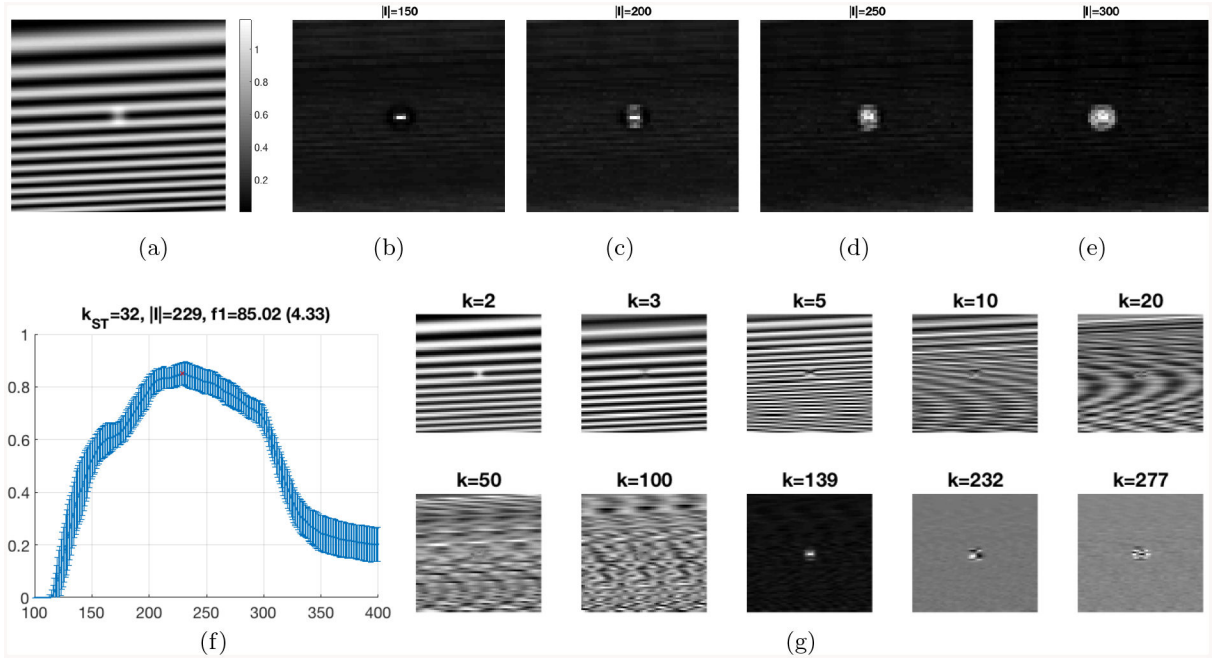 |I|=150
|I|=200
|I|=250
|I|=300
1
0.8
0.6
0.4
0.2
(a)
(b)
(c)
(d)
(e)
k_ST=32, |I|=229, f1=85.02 (4.33)
1
0.8
0.6
0.4
0.2
0
100 150 200 250 300 350 400
(f)
k=2
k=3
k=5
k=10
k=20
k=50
k=100
k=139
k=232
k=277
(g)